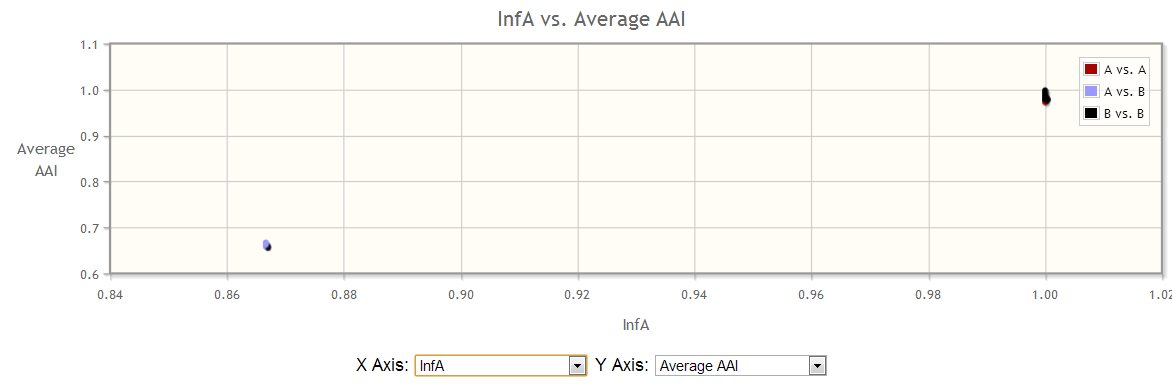 InfA vs. Average AAI
1.1
1.0
0.9
0.8
0.7
0.6
Average
AAI
A vs. A
A vs. B
B vs. B
0.84 0.86 0.88 0.90 0.92 0.94 0.96 0.98 1.00 1.02
InfA
X Axis: InfA Y Axis: Average AAI